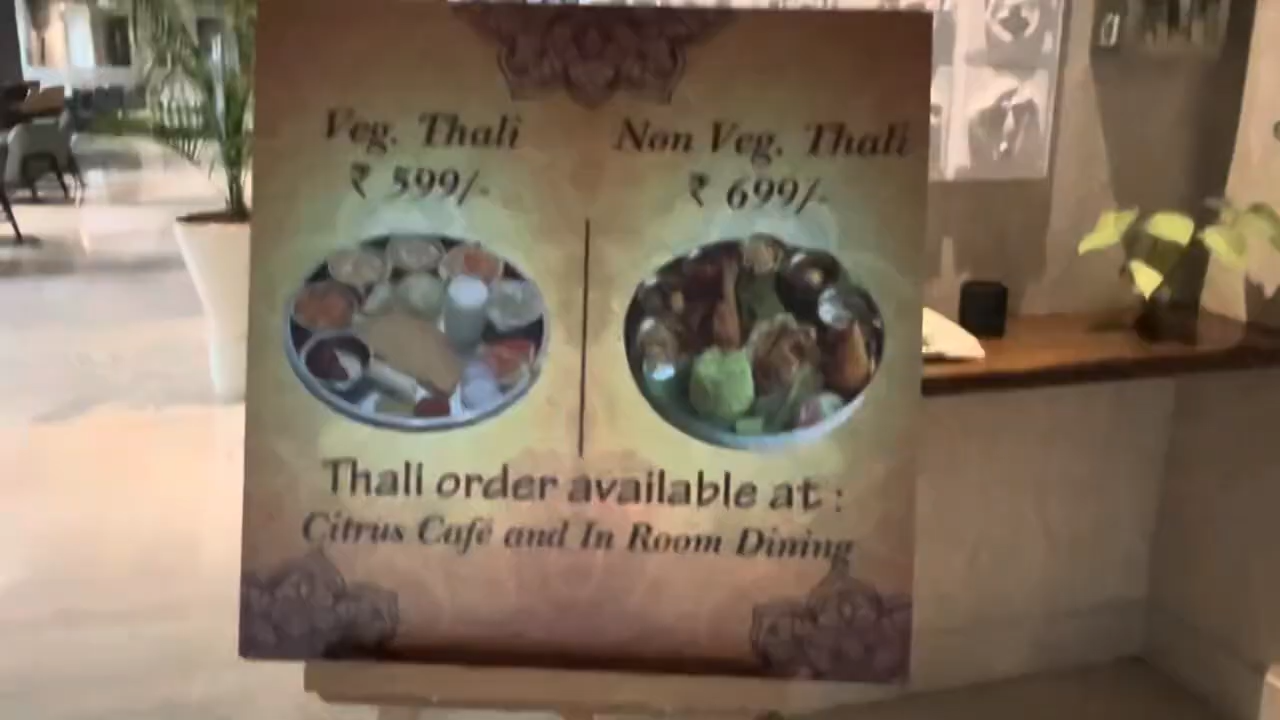 Veg. Thali
₹ 599/-
Non Veg. Thali
₹ 699/-
Thali order available at :
Citrus Café and In Room Dining